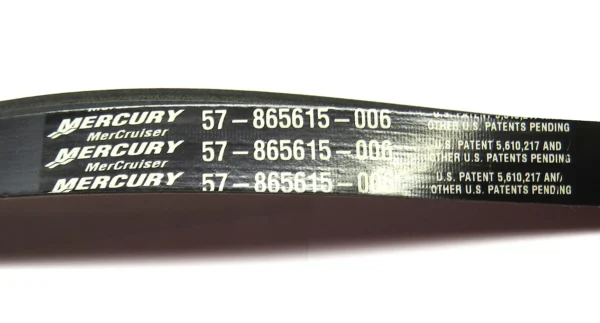 MERCURY 57-865615-006
MerCruiser OTHER U.S. PATENTS PENDING
MERCURY 57-865615-006 U.S. PATENT 5,610,217 AND
MerCruiser OTHER U.S. PATENTS PENDING
MERCURY 57-865615-006 U.S. PATENT 5,610,217 AND
OTHER U.S. PATENTS PENDING